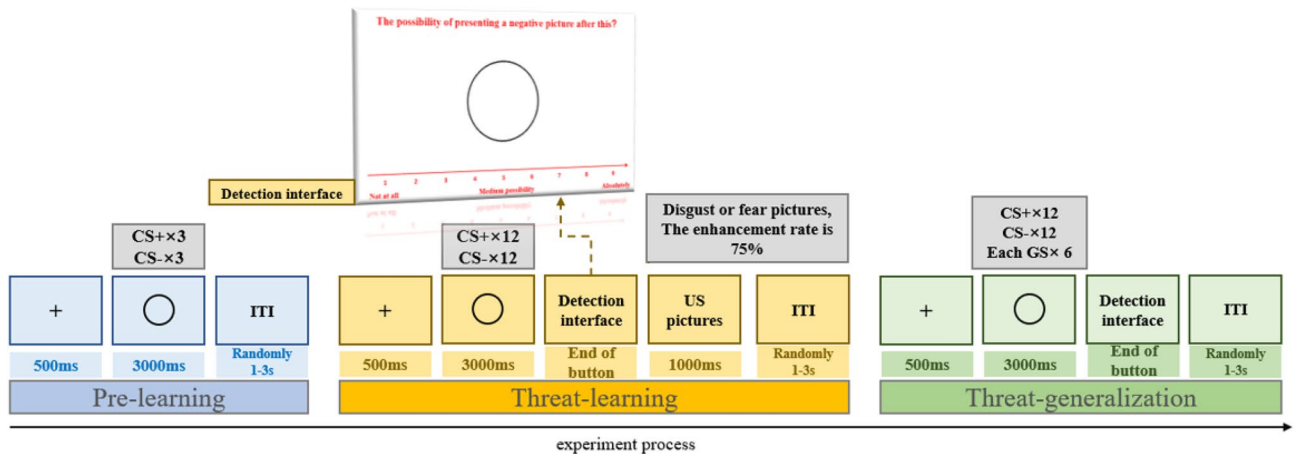 The possibility of presenting a negative picture after this?
1 2 3 4 5 6 7 8 9
Not at all Medium possibility Absolutely
Detection interface
CS+×3
CS-×3
CS+×12
CS-×12
Disgust or fear pictures,
The enhancement rate is
75%
CS+×12
CS-×12
Each GS× 6
+
ITI
+
Detection
interface
US
pictures
ITI
+
Detection
interface
ITI
500ms
3000ms
Randomly
1-3s
500ms
3000ms
End of
button
1000ms
Randomly
1-3s
500ms
3000ms
End of
button
Randomly
1-3s
Pre-learning
Threat-learning
Threat-generalization
experiment process